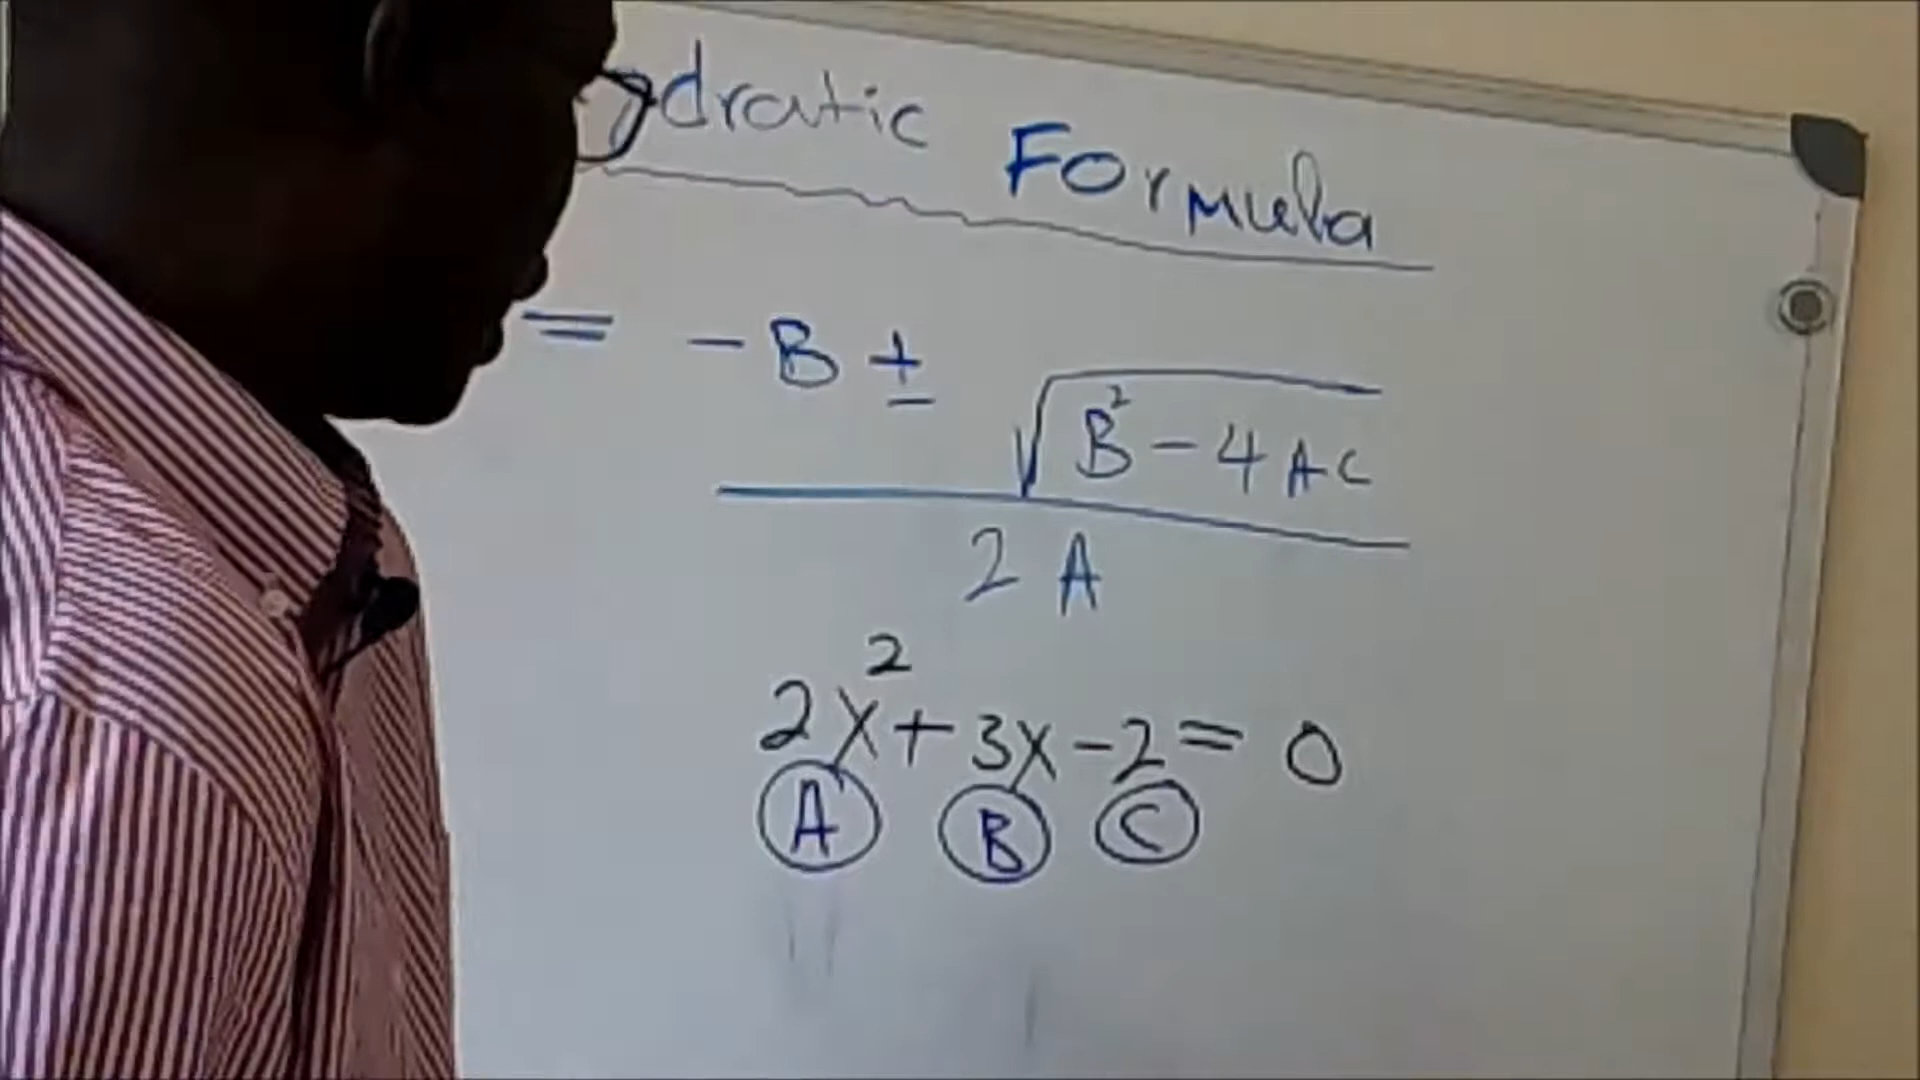 dratic Formula
= -B ± √B² - 4AC
2A
2x² + 3x - 2 = 0
A B C